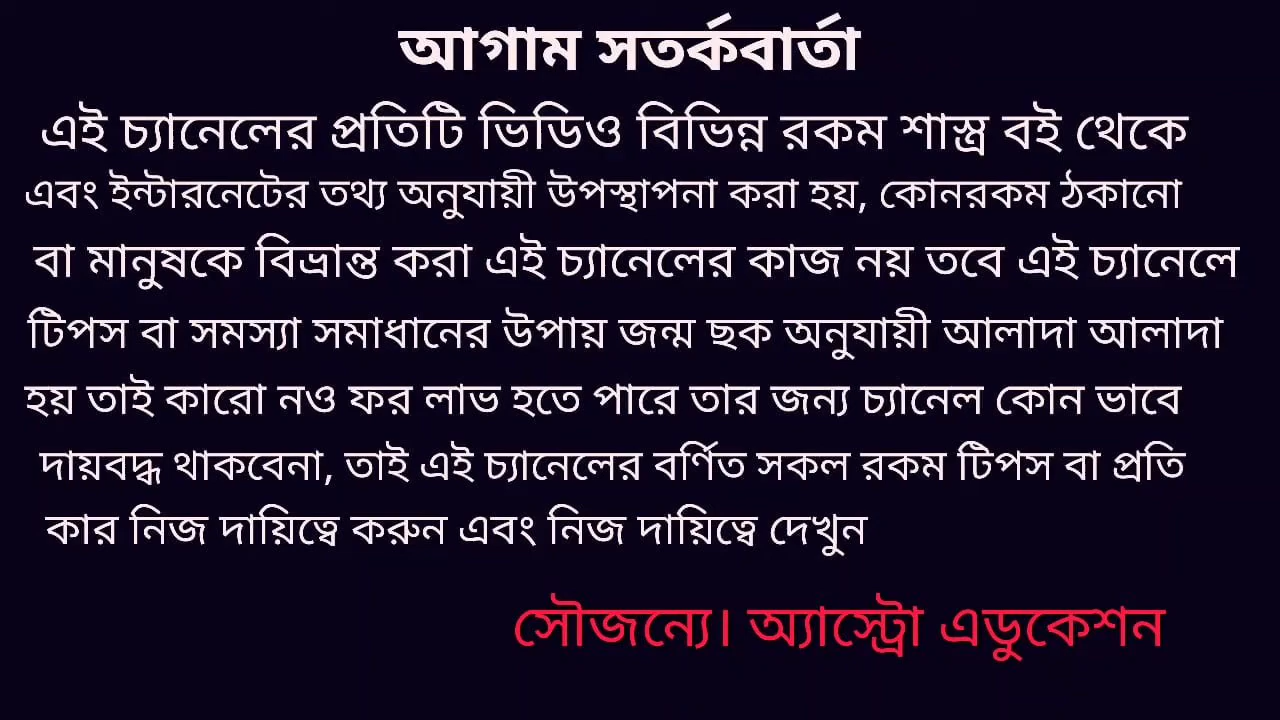 আগাম সতর্কবার্তা
এই চ্যানেলের প্রতিটি ভিডিও বিভিন্ন রকম শাস্ত্র বই থেকে
এবং ইন্টারনেটের তথ্য অনুযায়ী উপস্থাপনা করা হয়, কোনরকম ঠকানো
বা মানুষকে বিভ্রান্ত করা এই চ্যানেলের কাজ নয় তবে এই চ্যানেলে
টিপস বা সমস্যা সমাধানের উপায় জন্ম ছক অনুযায়ী আলাদা আলাদা
হয় তাই কারো নও ফর লাভ হতে পারে তার জন্য চ্যানেল কোন ভাবে
দায়বদ্ধ থাকবেনা, তাই এই চ্যানেলের বর্ণিত সকল রকম টিপস বা প্রতি
কার নিজ দায়িত্বে করুন এবং নিজ দায়িত্বে দেখুন
সৌজন্যে। অ্যাস্ট্রো এডুকেশন